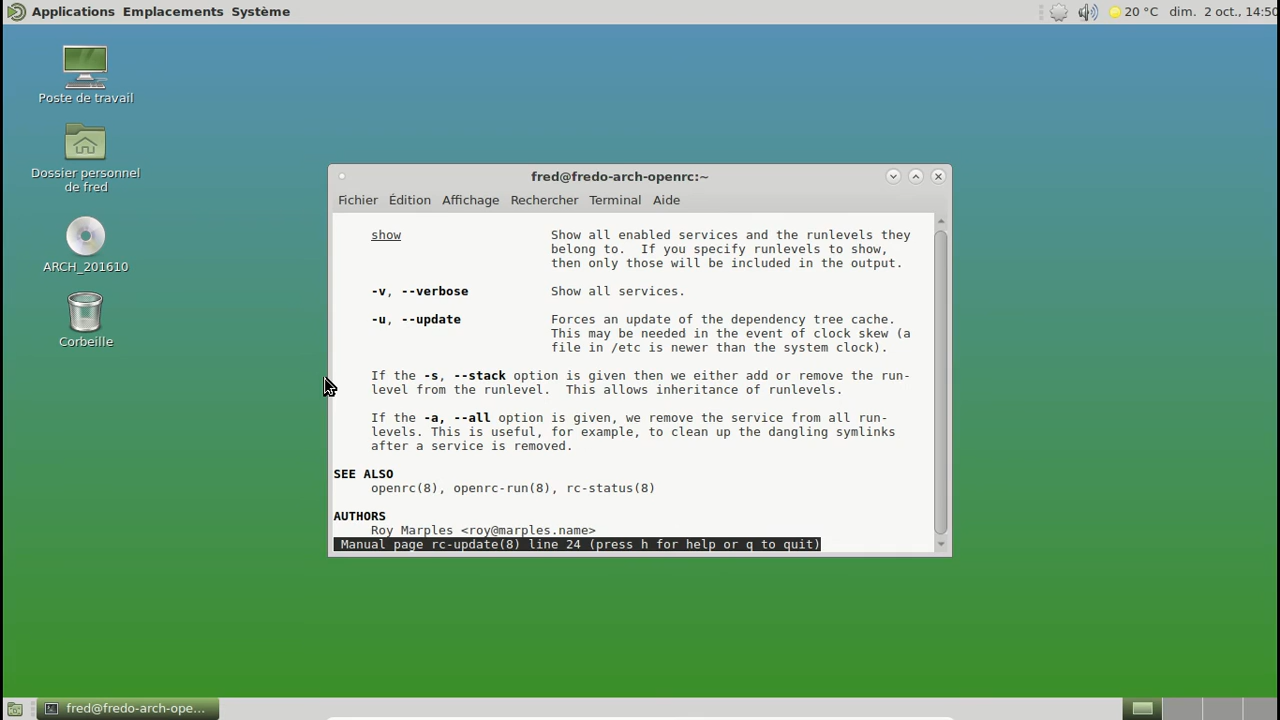 Applications Emplacements Système
20 °C dim. 2 oct., 14:50
Poste de travail
Dossier personnel
de fred
ARCH_201610
Corbeille
fred@fredo-arch-openrc:~
Fichier Édition Affichage Rechercher Terminal Aide
show Show all enabled services and the runlevels they
belong to. If you specify runlevels to show,
then only those will be included in the output.
-v, --verbose Show all services.
-u, --update Forces an update of the dependency tree cache.
This may be needed in the event of clock skew (a
file in /etc is newer than the system clock).
If the -s, --stack option is given then we either add or remove the run-
level from the runlevel. This allows inheritance of runlevels.
If the -a, --all option is given, we remove the service from all run-
levels. This is useful, for example, to clean up the dangling symlinks
after a service is removed.
SEE ALSO
openrc(8), openrc-run(8), rc-status(8)
AUTHORS
Roy Marples <roy@marples.name>
Manual page rc-update(8) line 24 (press h for help or q to quit)
fred@fredo-arch-ope...